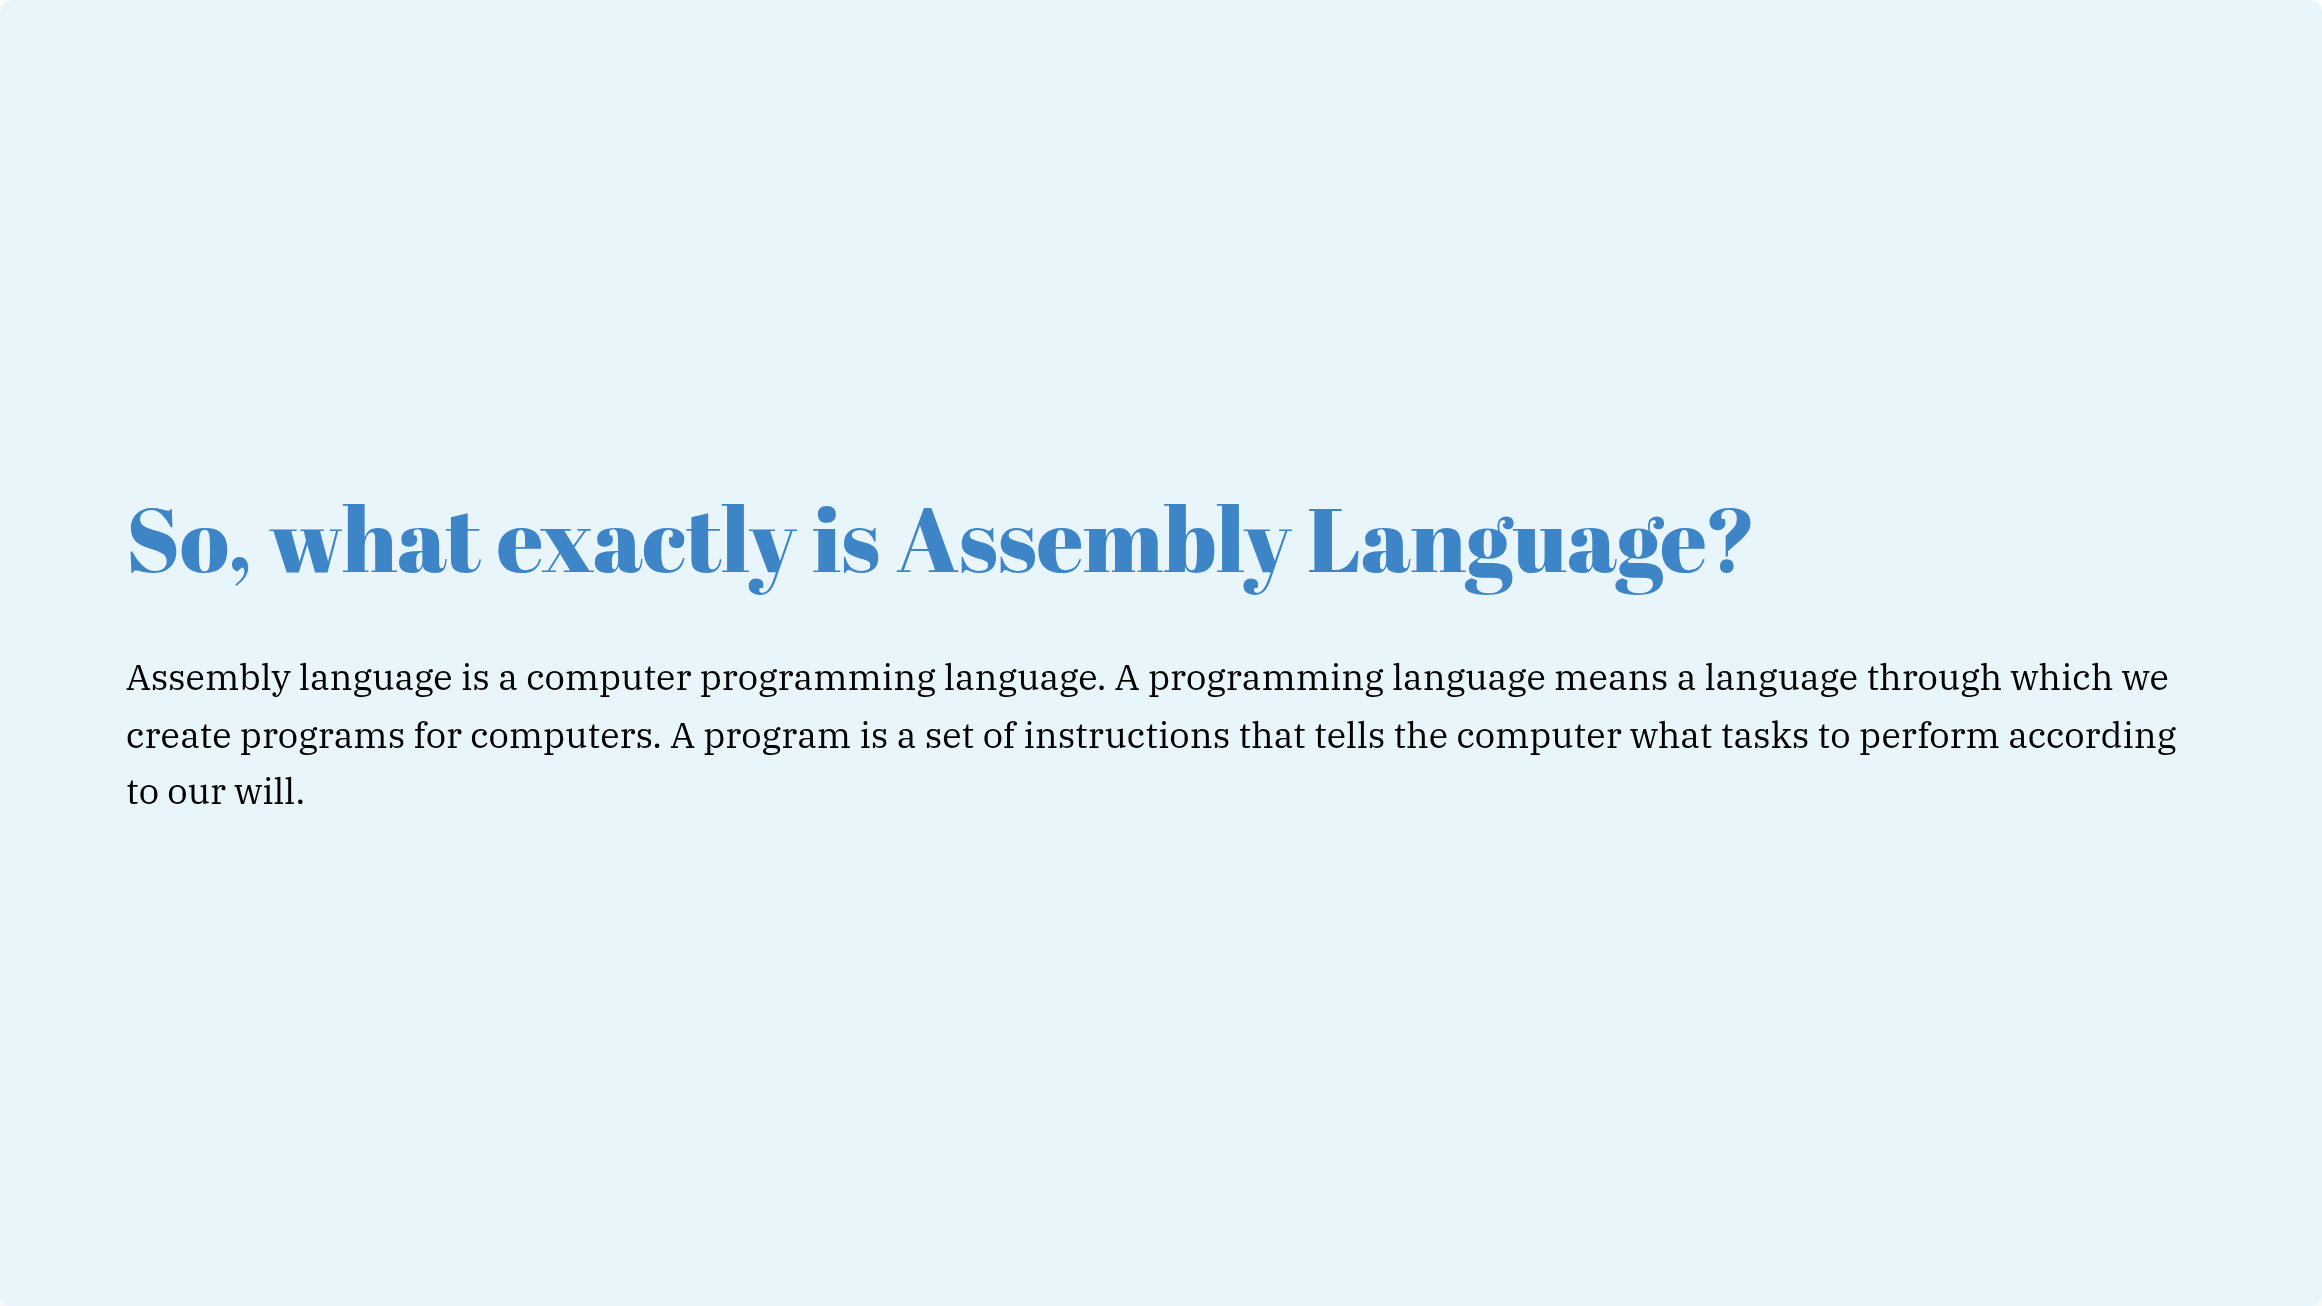 So, what exactly is Assembly Language?
Assembly language is a computer programming language. A programming language means a language through which we
create programs for computers. A program is a set of instructions that tells the computer what tasks to perform according
to our will.